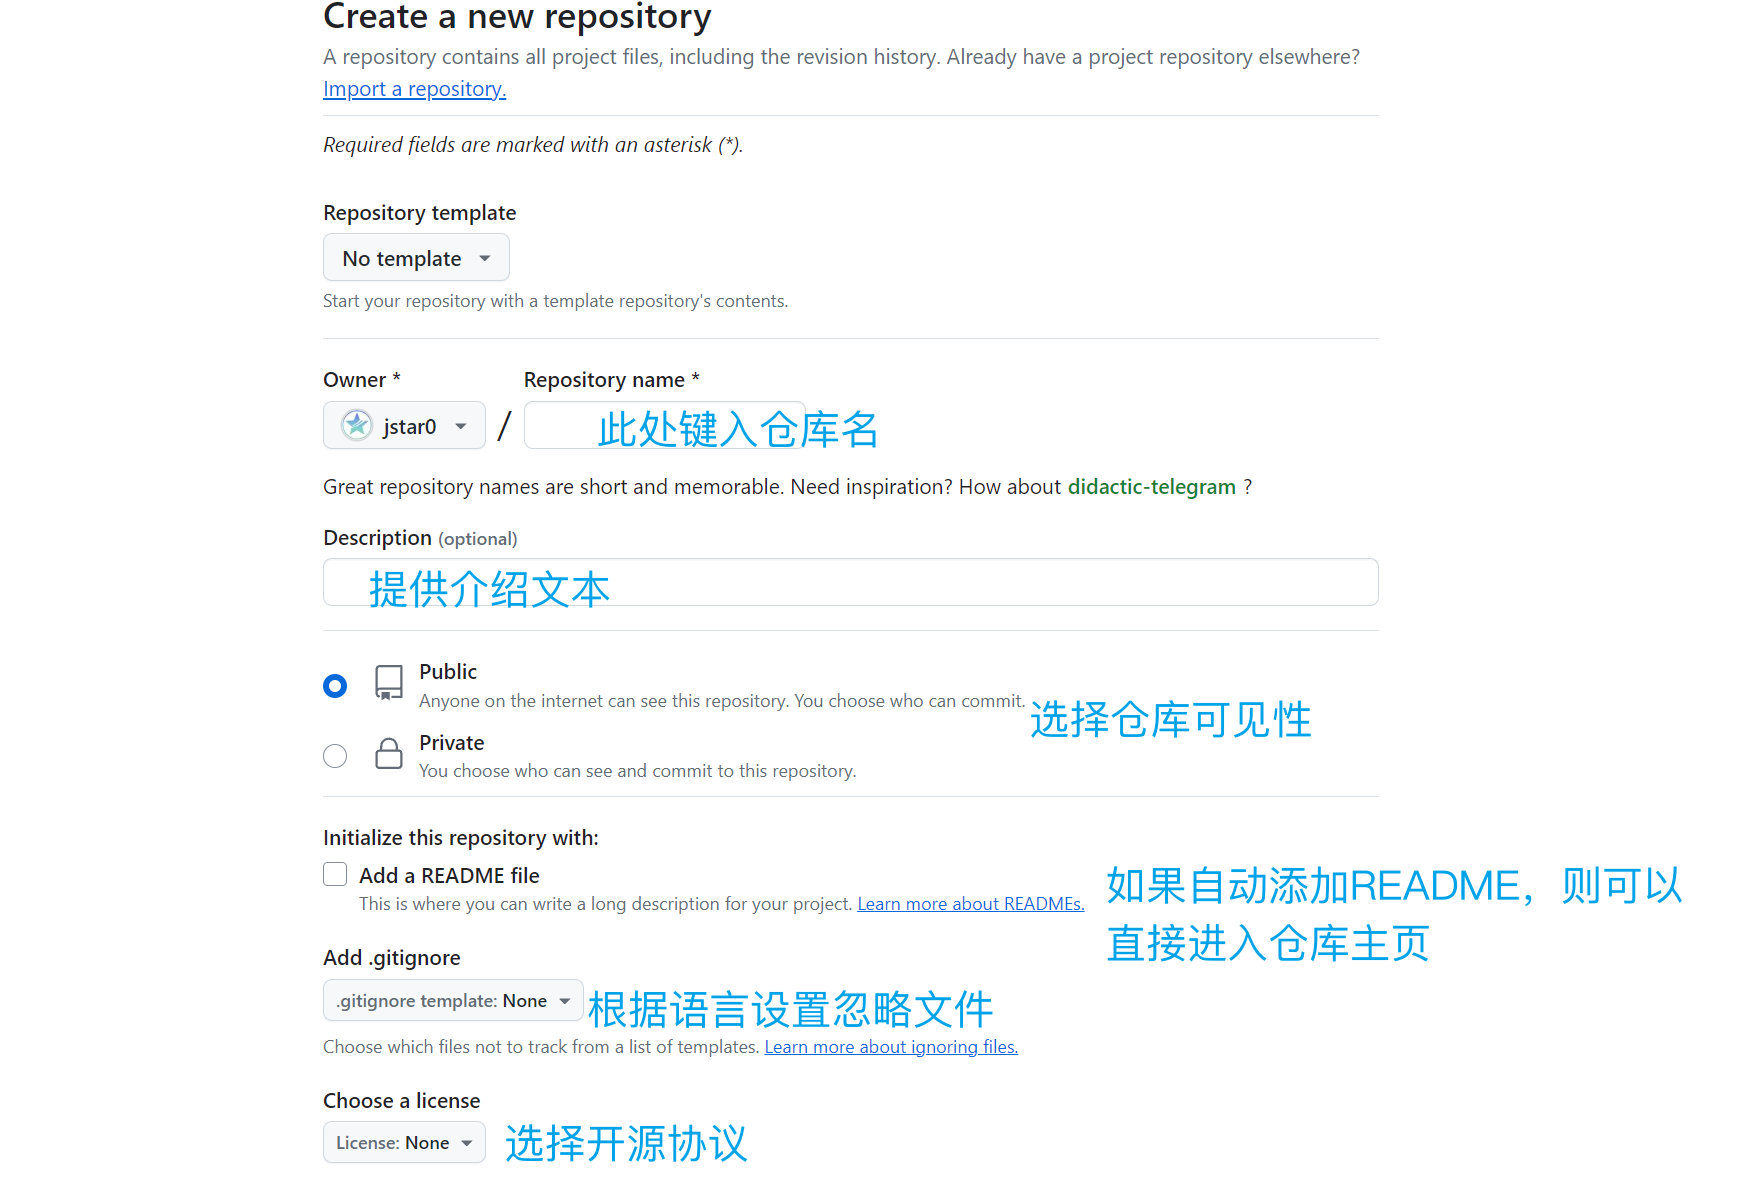 Create a new repository
A repository contains all project files, including the revision history. Already have a project repository elsewhere?
Import a repository.
Required fields are marked with an asterisk (*).
Repository template
No template
Start your repository with a template repository's contents.
Owner * Repository name *
jstar0 / 此处键入仓库名
Great repository names are short and memorable. Need inspiration? How about didactic-telegram ?
Description (optional)
提供介绍文本
Public
Anyone on the internet can see this repository. You choose who can commit.
选择仓库可见性
Private
You choose who can see and commit to this repository.
Initialize this repository with:
Add a README file
This is where you can write a long description for your project. Learn more about READMEs.
如果自动添加README，则可以
直接进入仓库主页
Add .gitignore
.gitignore template: None 根据语言设置忽略文件
Choose which files not to track from a list of templates. Learn more about ignoring files.
Choose a license
License: None 选择开源协议